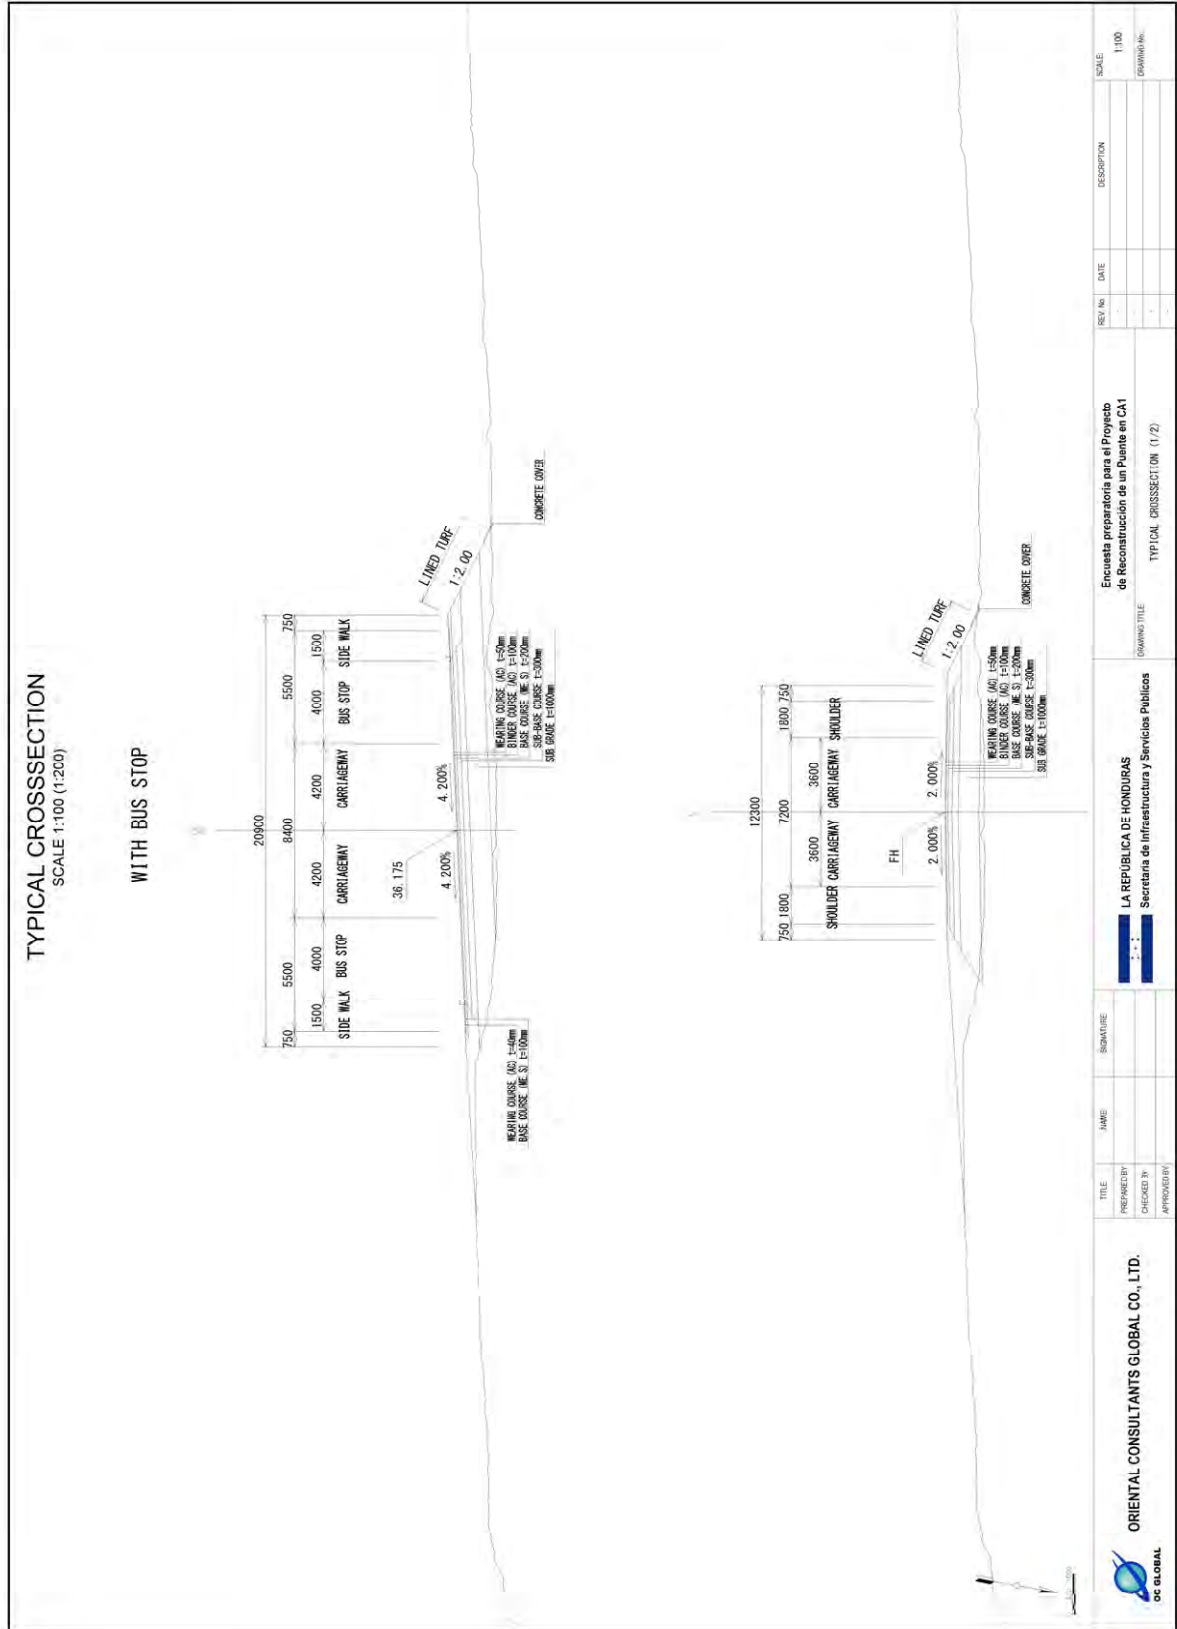 TYPICAL CROSSSECTION
SCALE 1:100 (1:200)
WITH BUS STOP
20900
750 5500 8400 5500 750
1500 4000 4200 4200 4000 1500
SIDE WALK BUS STOP CARRIAGEWAY CARRIAGEWAY BUS STOP SIDE WALK
36.175
4.200% 4.200%
LINED TURF
1:2.00
WEARING COURSE (AC) t=40mm
BASE COURSE (ME S) t=100mm
WEARING COURSE (AC) t=50mm
BINDER COURSE (AC) t=100mm
BASE COURSE (ME S) t=200mm
SUB-BASE COURSE t=300mm
SUB GRADE t=1000mm
CONCRETE COVER
12300
750 1800 7200 1800 750
3600 3600
SHOULDER CARRIAGEWAY CARRIAGEWAY SHOULDER
FH
2.000% 2.000%
LINED TURF
1:2.00
WEARING COURSE (AC) t=50mm
BINDER COURSE (AC) t=100mm
BASE COURSE (ME S) t=200mm
SUB-BASE COURSE t=300mm
SUB GRADE t=1000mm
CONCRETE COVER
OC GLOBAL
ORIENTAL CONSULTANTS GLOBAL CO., LTD.
TITLE NAME SIGNATURE
PREPARED BY
CHECKED BY
APPROVED BY
LA REPÚBLICA DE HONDURAS
Secretaría de Infraestructura y Servicios Públicos
Encuesta preparatoria para el Proyecto
de Reconstrucción de un Puente en CA1
DRAWING TITLE
TYPICAL CROSSSECTION (1/2)
REV. No. DATE DESCRIPTION
SCALE:
1:100
DRAWING No.: